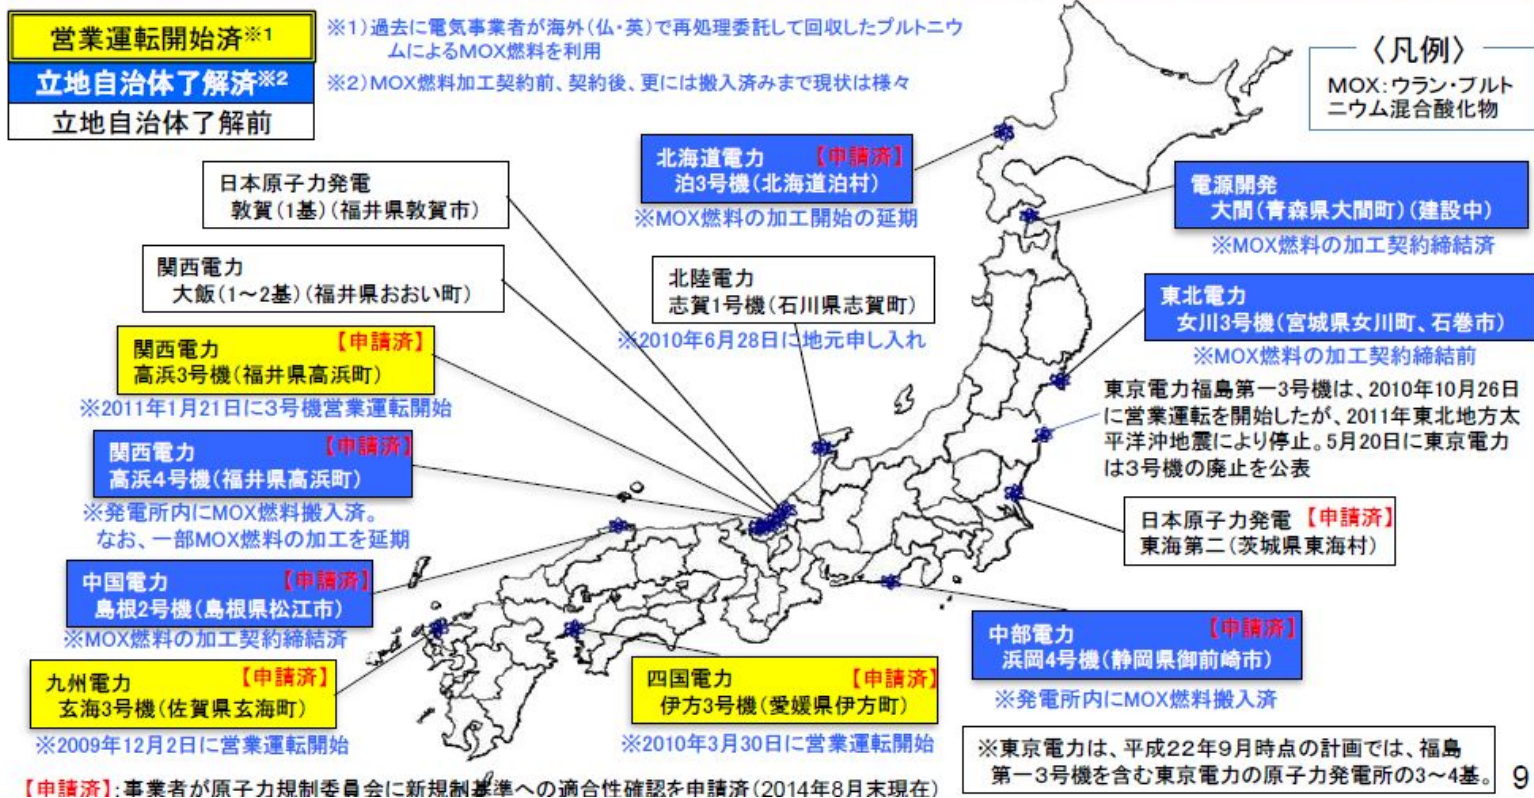 営業運転開始済※1
立地自治体了解済※2
立地自治体了解前
※1)過去に電気事業者が海外(仏・英)で再処理委託して回収したプルトニウ
ムによるMOX燃料を利用
※2)MOX燃料加工契約前、契約後、更には搬入済みまで現状は様々
〈凡例〉
MOX:ウラン・プルト
ニウム混合酸化物
北海道電力 【申請済】
泊3号機(北海道泊村)
※MOX燃料の加工開始の延期
電源開発
大間(青森県大間町)(建設中)
※MOX燃料の加工契約締結済
日本原子力発電
敦賀(1基)(福井県敦賀市)
関西電力
大飯(1～2基)(福井県おおい町)
北陸電力
志賀1号機(石川県志賀町)
※2010年6月28日に地元申し入れ
東北電力
女川3号機(宮城県女川町、石巻市)
※MOX燃料の加工契約締結前
関西電力 【申請済】
高浜3号機(福井県高浜町)
※2011年1月21日に3号機営業運転開始
東京電力福島第一3号機は、2010年10月26日
に営業運転を開始したが、2011年東北地方太
平洋沖地震により停止。5月20日に東京電力
は3号機の廃止を公表
関西電力 【申請済】
高浜4号機(福井県高浜町)
※発電所内にMOX燃料搬入済。
なお、一部MOX燃料の加工を延期
日本原子力発電 【申請済】
東海第二(茨城県東海村)
中国電力 【申請済】
島根2号機(島根県松江市)
※MOX燃料の加工契約締結済
中部電力 【申請済】
浜岡4号機(静岡県御前崎市)
※発電所内にMOX燃料搬入済
九州電力 【申請済】
玄海3号機(佐賀県玄海町)
※2009年12月2日に営業運転開始
四国電力 【申請済】
伊方3号機(愛媛県伊方町)
※2010年3月30日に営業運転開始
※東京電力は、平成22年9月時点の計画では、福島
第一3号機を含む東京電力の原子力発電所の3～4基。
【申請済】:事業者が原子力規制委員会に新規制基準への適合性確認を申請済(2014年8月末現在)
9